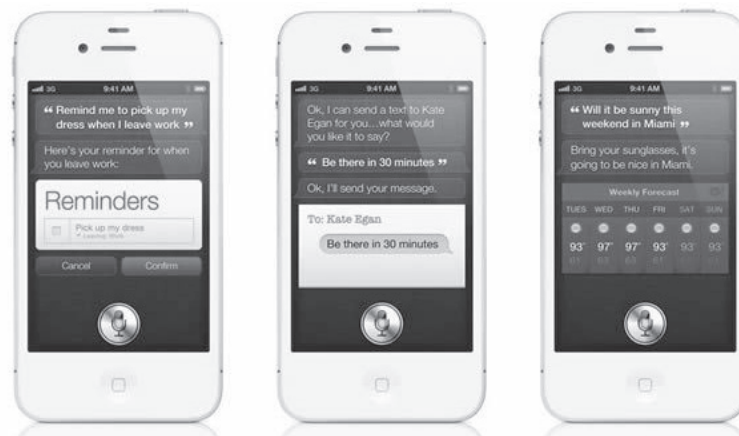 3G 9:41 AM
“ Remind me to pick up my
dress when I leave work ”
Here's your reminder for when
you leave work:
Reminders
Pick up my dress
Leaving: Work
Cancel Confirm
3G 9:41 AM
Ok, I can send a text to Kate
Egan for you...what would
you like it to say?
“ Be there in 30 minutes ”
Ok, I'll send your message.
To: Kate Egan
Be there in 30 minutes
3G 9:41 AM
“ Will it be sunny this
weekend in Miami ”
Bring your sunglasses, it's
going to be nice in Miami.
Weekly Forecast
TUES WED THU FRI SAT SUN
93° 97° 97° 93° 93° 93°